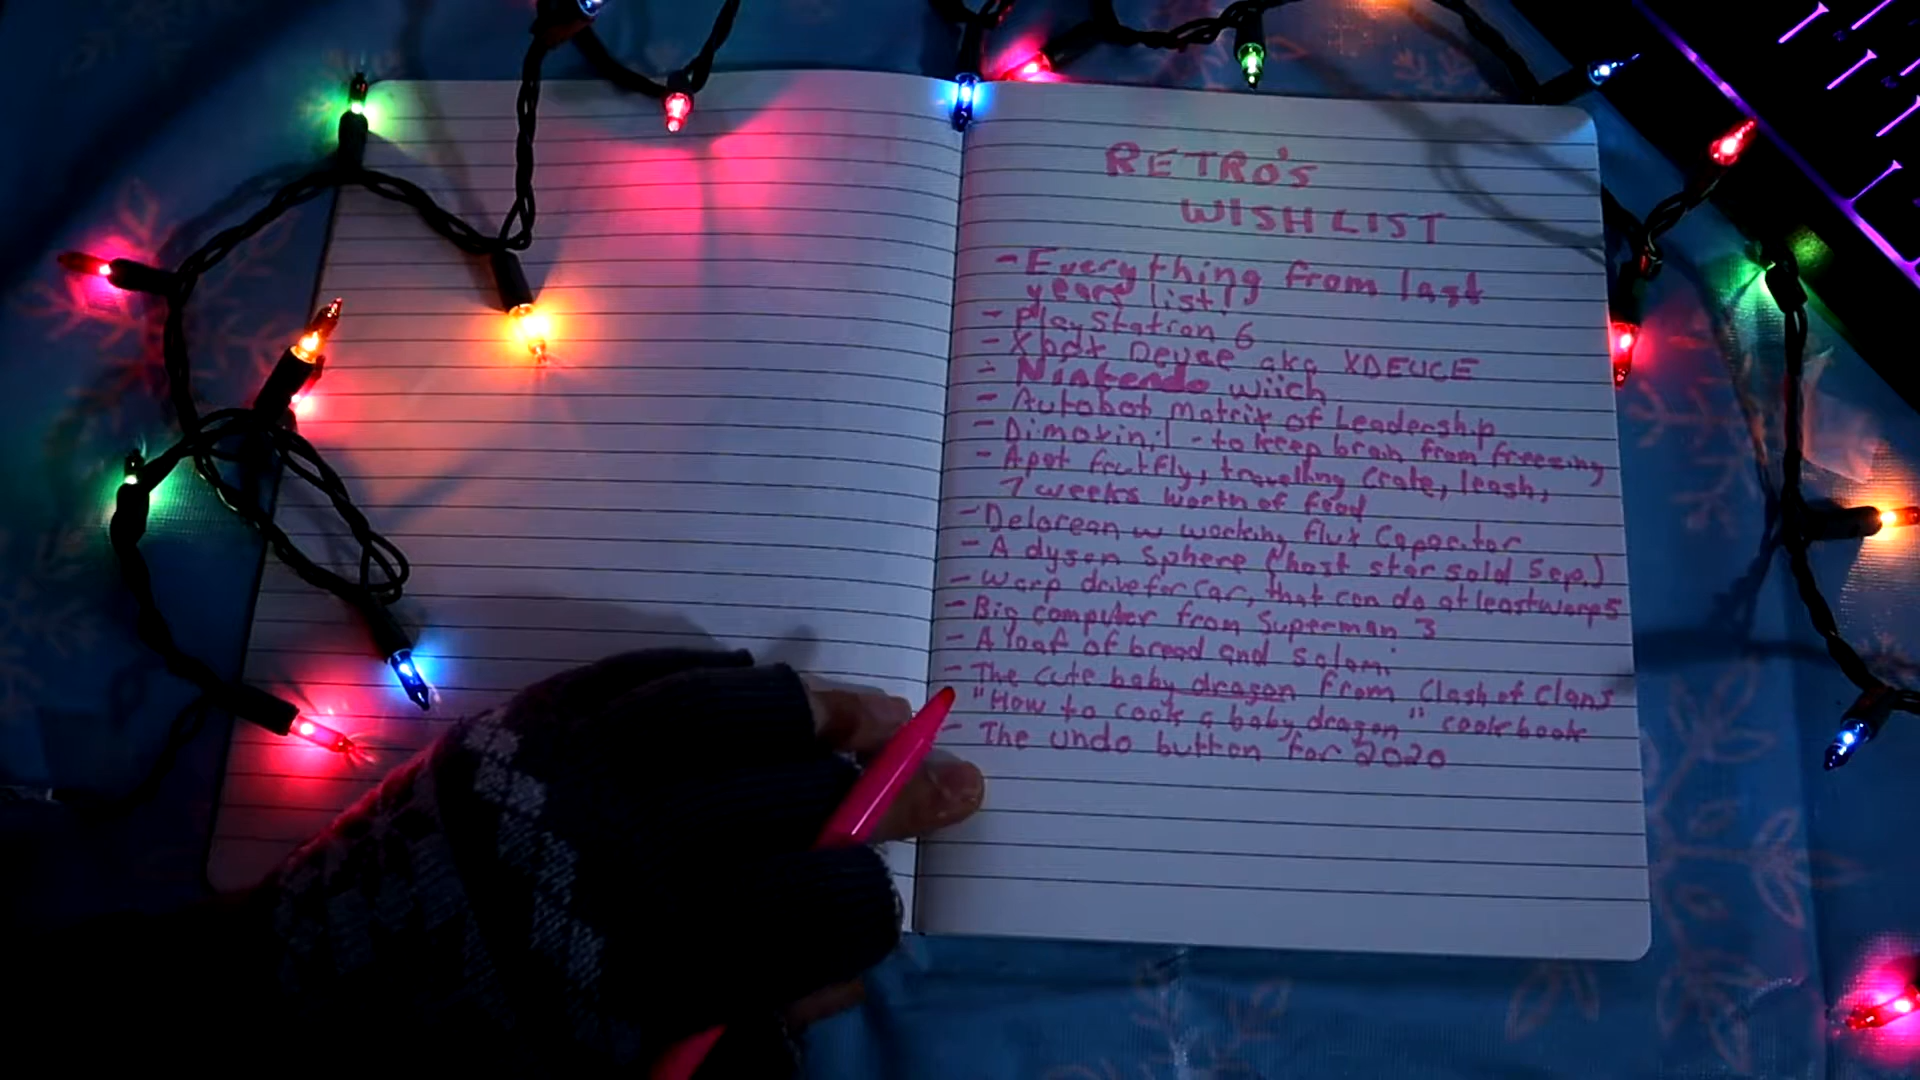 RETRO'S
WISHLIST
- Everything from last
years list!
- PlayStation 6
- Xbox Deuce aka XDEUCE
- Nintendo Wiich
- Autobot Matrix of Leadership
- Dimoxinil - to keep brain from freezing
- A pet fruitfly, travelling crate, leash,
7 weeks worth of food
- Delorean w working flux Capacitor
- A dyson Sphere (host star sold sep.)
- Warp drive for car, that can do at least warp 5
- Big computer from Superman 3
- A loaf of bread and salami
- The cute baby dragon from Clash of Clans
"How to cook a baby dragon" cookbook
- The undo button for 2020